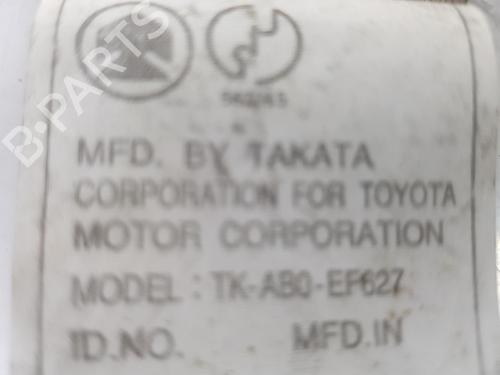 B-PARTS
MFD. BY TAKATA
CORPORATION FOR TOYOTA
MOTOR CORPORATION
MODEL : TK-AB0-EF627
ID.NO. MFD.IN